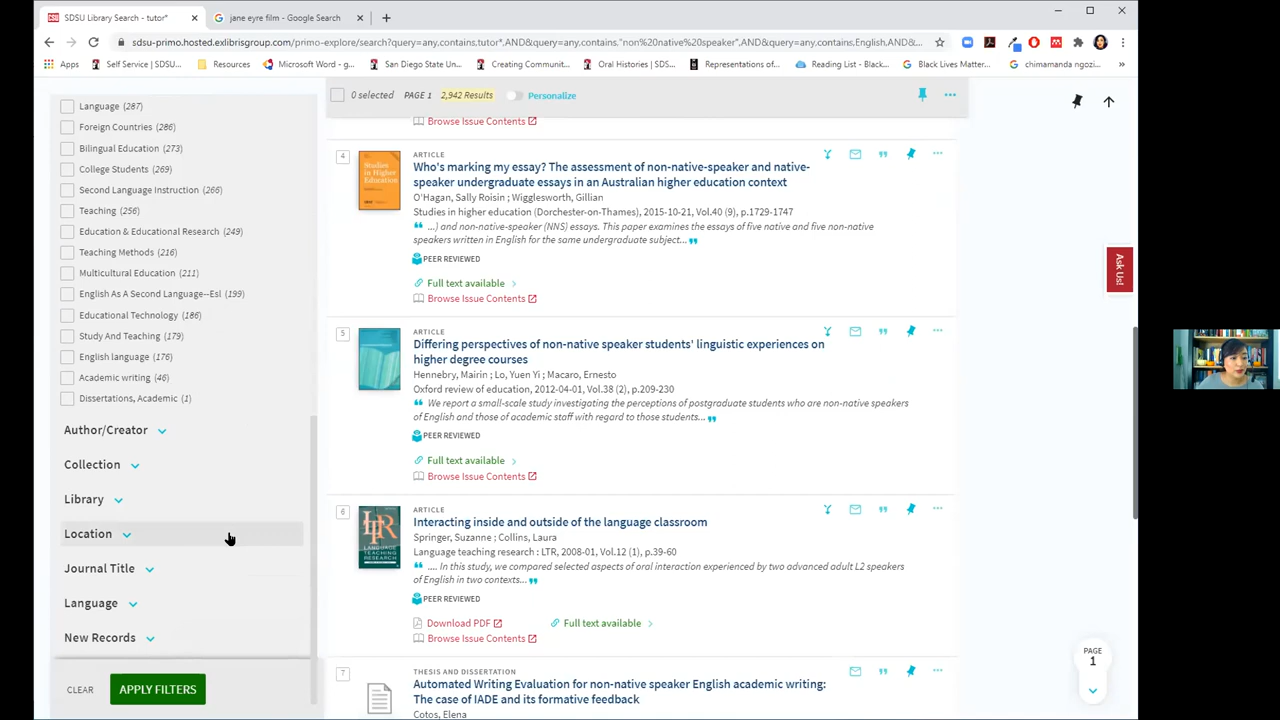 SDSU Library Search - tutor*
jane eyre film - Google Search
sdsu-primo.hosted.exlibrisgroup.com/primo-explore/search?query=any,contains,tutor*,AND&query=any,contains,"non%20native%20speaker",AND&query=any,contains,English,AND&...
Apps
Self Service | SDSU...
Resources
Microsoft Word - gr...
San Diego State Un...
Creating Communit...
Oral Histories | SDS...
Representations of...
Reading List - Black...
Black Lives Matter...
chimamanda ngozi...
0 selected PAGE 1 2,942 Results Personalize
Language (287)
Foreign Countries (286)
Bilingual Education (273)
College Students (269)
Second Language Instruction (266)
Teaching (256)
Education & Educational Research (249)
Teaching Methods (216)
Multicultural Education (211)
English As A Second Language--Esl (199)
Educational Technology (186)
Study And Teaching (179)
English language (176)
Academic writing (46)
Dissertations, Academic (1)
Author/Creator
Collection
Library
Location
Journal Title
Language
New Records
CLEAR
APPLY FILTERS
Browse Issue Contents
4
ARTICLE
Who's marking my essay? The assessment of non-native-speaker and native-
speaker undergraduate essays in an Australian higher education context
O'Hagan, Sally Roisin ; Wigglesworth, Gillian
Studies in higher education (Dorchester-on-Thames), 2015-10-21, Vol.40 (9), p.1729-1747
...) and non-native-speaker (NNS) essays. This paper examines the essays of five native and five non-native
speakers written in English for the same undergraduate subject...
PEER REVIEWED
Full text available
Browse Issue Contents
5
ARTICLE
Differing perspectives of non-native speaker students' linguistic experiences on
higher degree courses
Hennebry, Mairin ; Lo, Yuen Yi ; Macaro, Ernesto
Oxford review of education, 2012-04-01, Vol.38 (2), p.209-230
We report a small-scale study investigating the perceptions of postgraduate students who are non-native speakers
of English and those of academic staff with regard to those students...
PEER REVIEWED
Full text available
Browse Issue Contents
6
LTR
LANGUAGE
TEACHING
RESEARCH
ARTICLE
Interacting inside and outside of the language classroom
Springer, Suzanne ; Collins, Laura
Language teaching research : LTR, 2008-01, Vol.12 (1), p.39-60
.... In this study, we compared selected aspects of oral interaction experienced by two advanced adult L2 speakers
of English in two contexts...
PEER REVIEWED
Download PDF Full text available
Browse Issue Contents
7
THESIS AND DISSERTATION
Automated Writing Evaluation for non-native speaker English academic writing:
The case of IADE and its formative feedback
Cotos, Elena
Ask Us!
PAGE
1